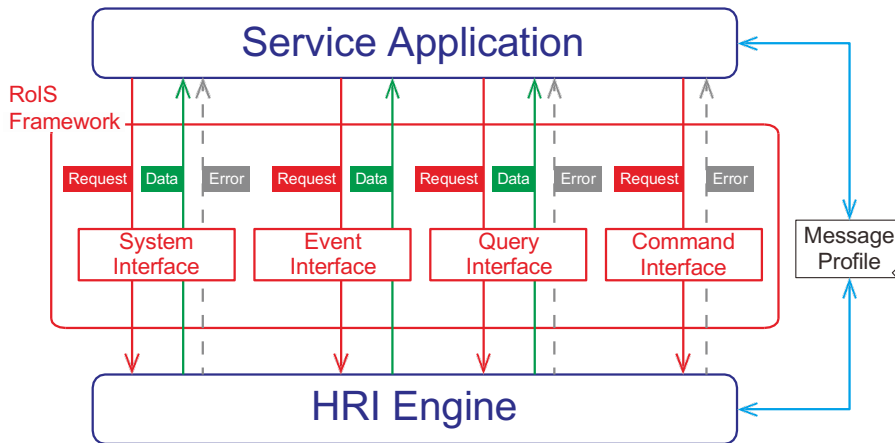 Service Application
RoIS
Framework
Request Data Error Request Data Request Data Error Request Error
System
Interface
Event
Interface
Query
Interface
Command
Interface
Message
Profile
HRI Engine